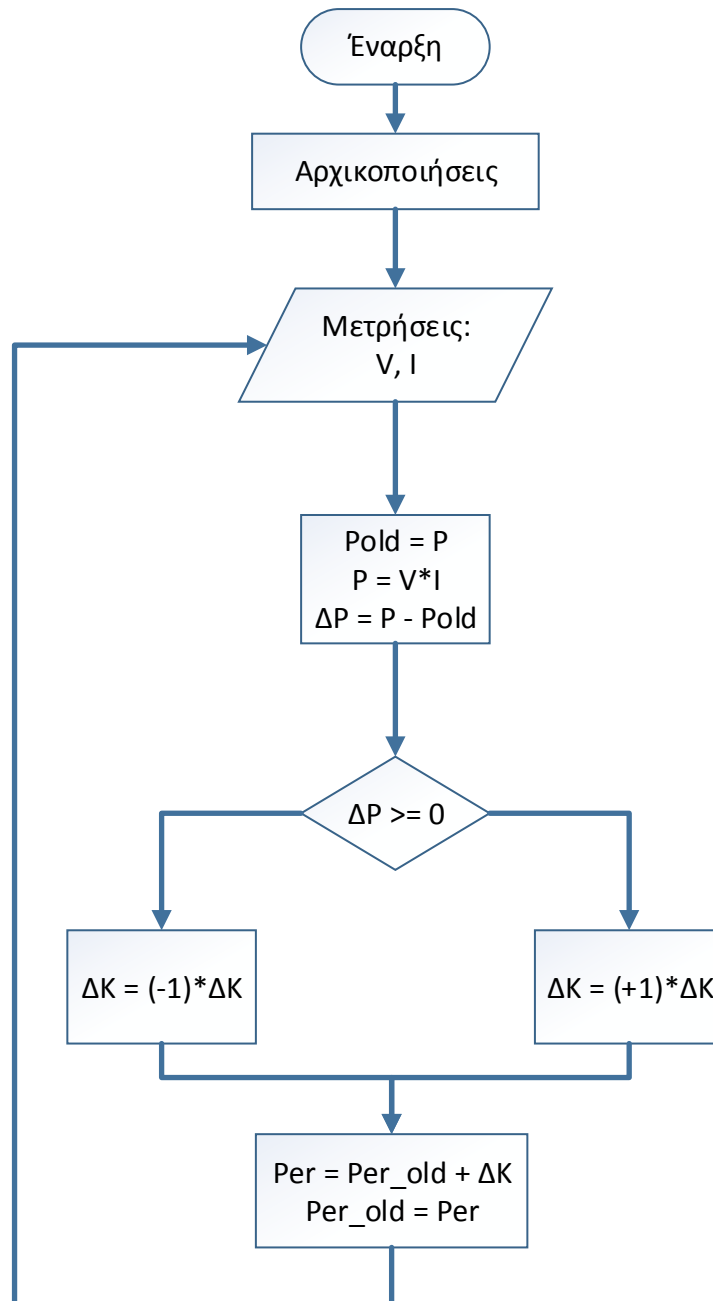 Έναρξη
Αρχικοποιήσεις
Μετρήσεις:
V, I
Pold = P
P = V*I
ΔP = P - Pold
ΔP >= 0
ΔK = (-1)*ΔK
ΔK = (+1)*ΔK
Per = Per_old + ΔK
Per_old = Per